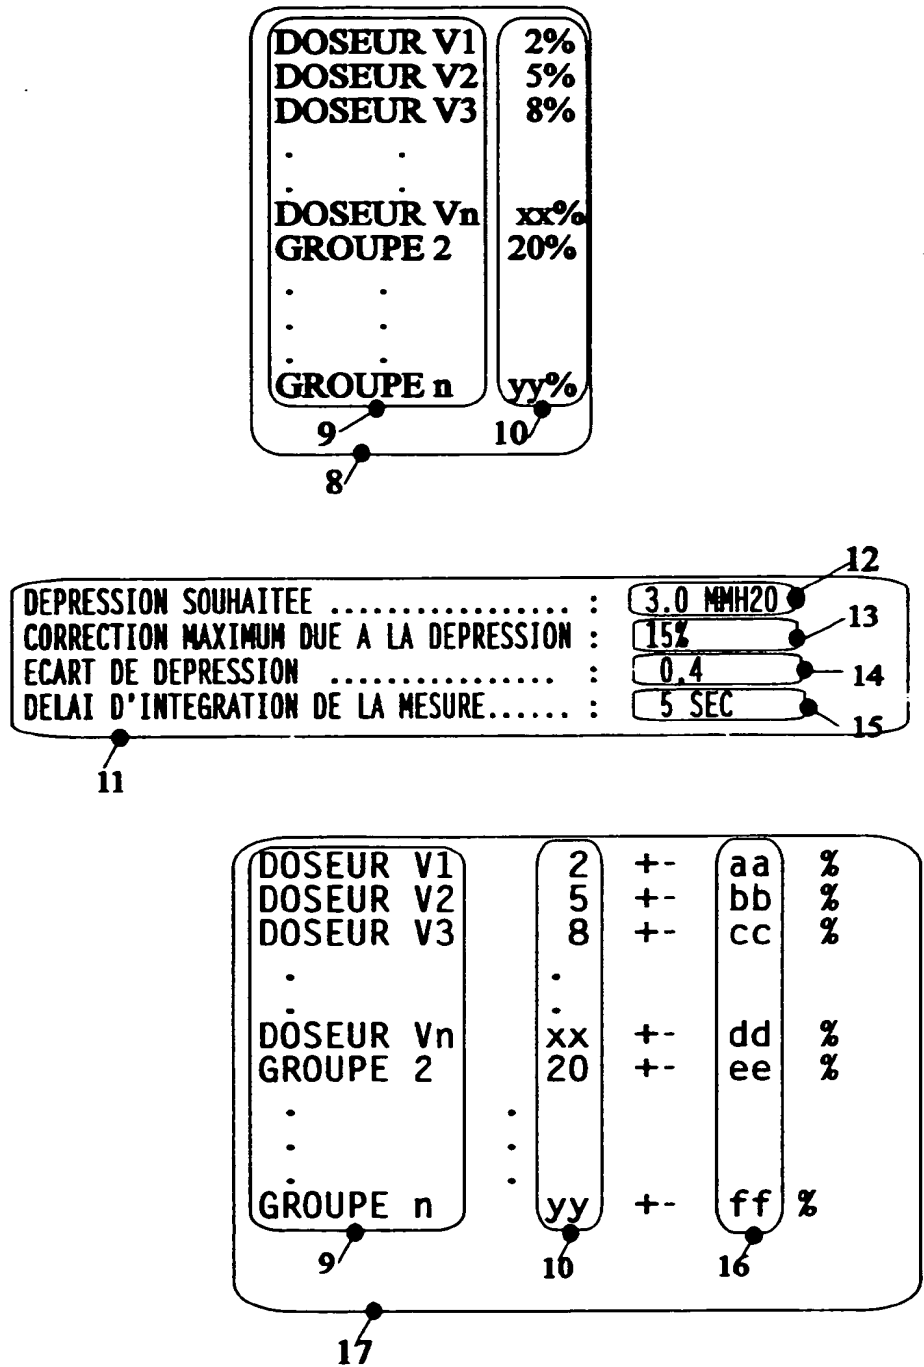 DOSEUR V1 2%
DOSEUR V2 5%
DOSEUR V3 8%
. .
. .
DOSEUR Vn xx%
GROUPE 2 20%
. .
. .
. .
GROUPE n yy%
9 10
8
12
DEPRESSION SOUHAITEE ................. : 3.0 MMH20
13
CORRECTION MAXIMUM DUE A LA DEPRESSION : 15%
ECART DE DEPRESSION ................ : 0.4
14
DELAI D'INTEGRATION DE LA MESURE...... : 5 SEC
15
11
DOSEUR V1 2 +- aa %
DOSEUR V2 5 +- bb %
DOSEUR V3 8 +- cc %
. .
. .
DOSEUR Vn xx +- dd %
GROUPE 2 20 +- ee %
. .
. .
. .
GROUPE n yy +- ff %
9 10 16
17